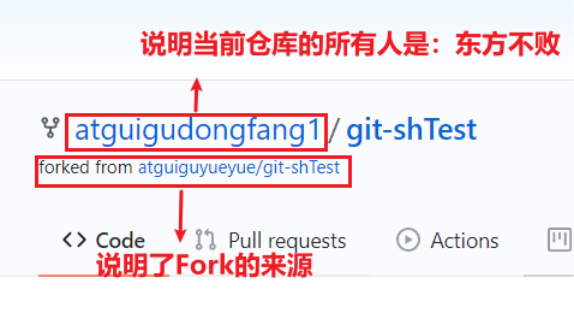 说明当前仓库的所有人是：东方不败
atguigudongfang1 / git-shTest
forked from atguiguyueyue/git-shTest
Code Pull requests Actions
说明了Fork的来源